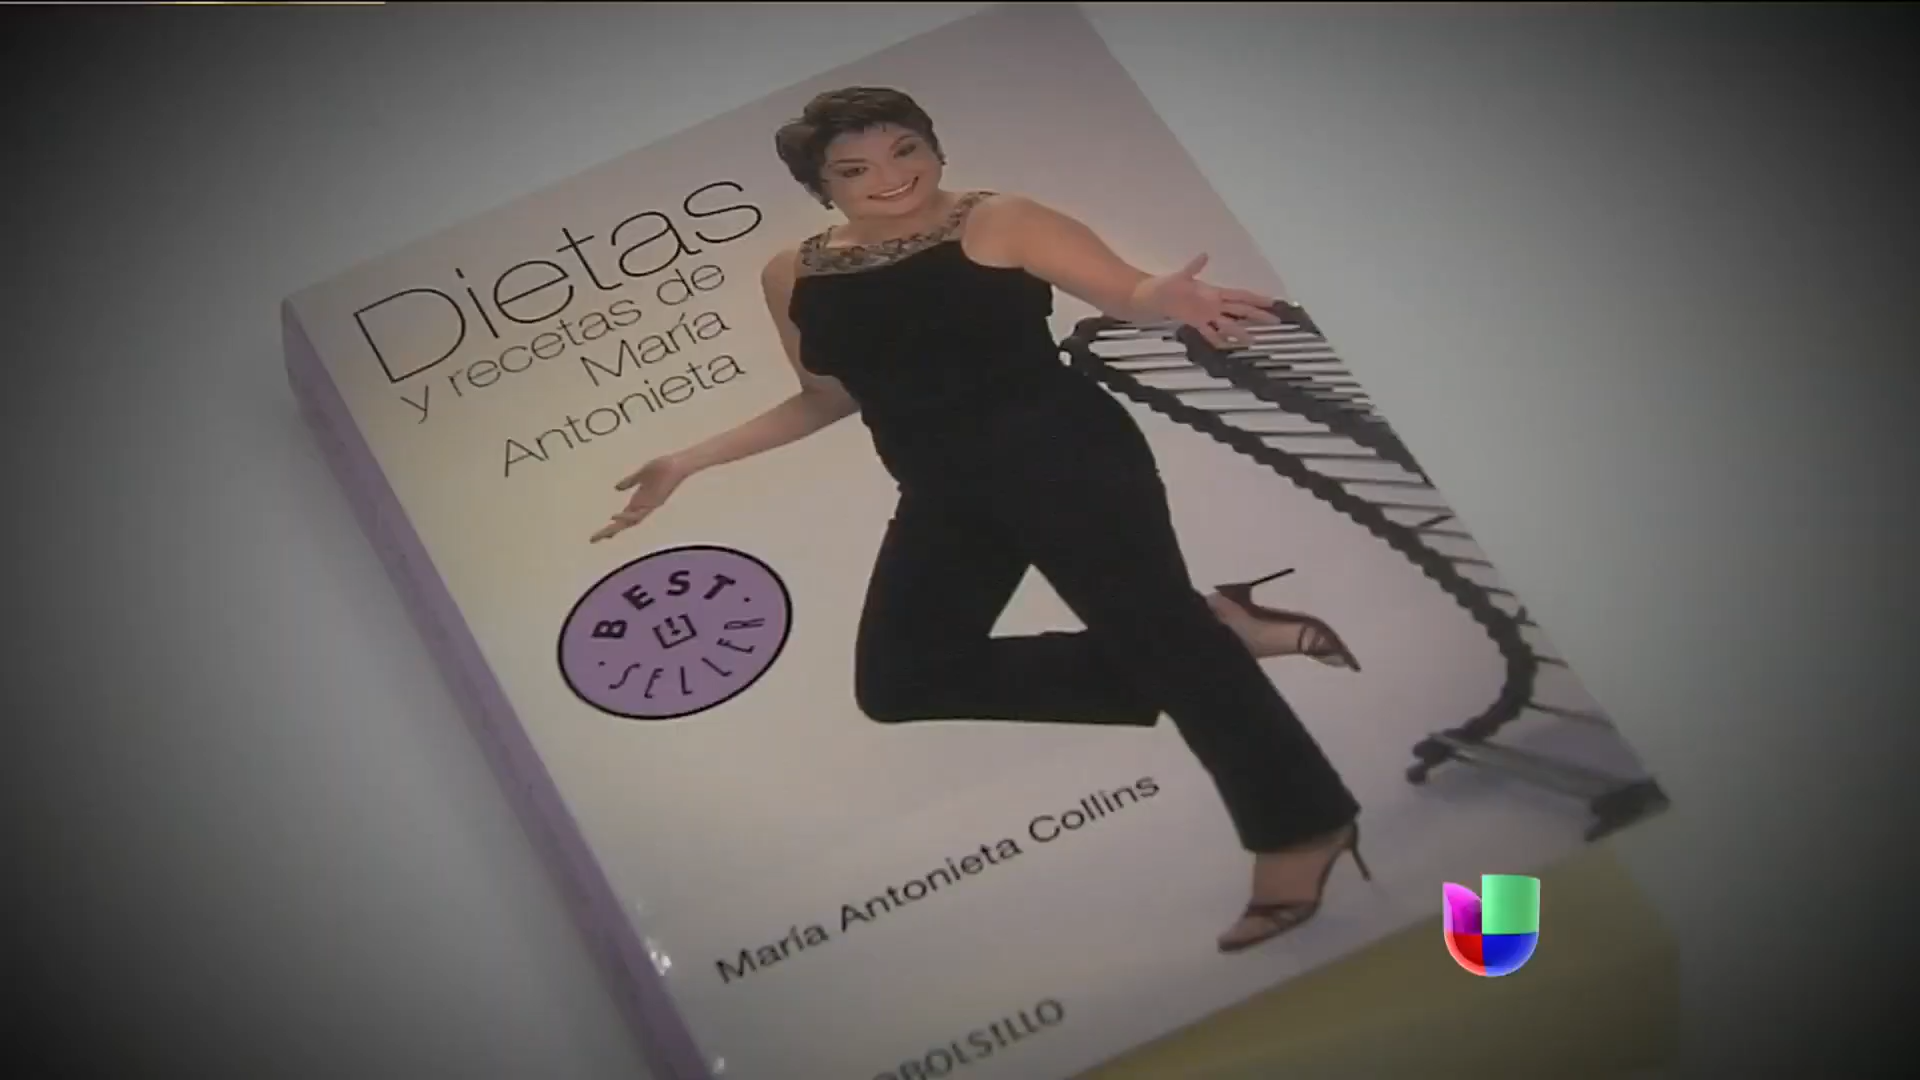 Dietas
y recetas de
María
Antonieta
BEST
SELLER
María Antonieta Collins